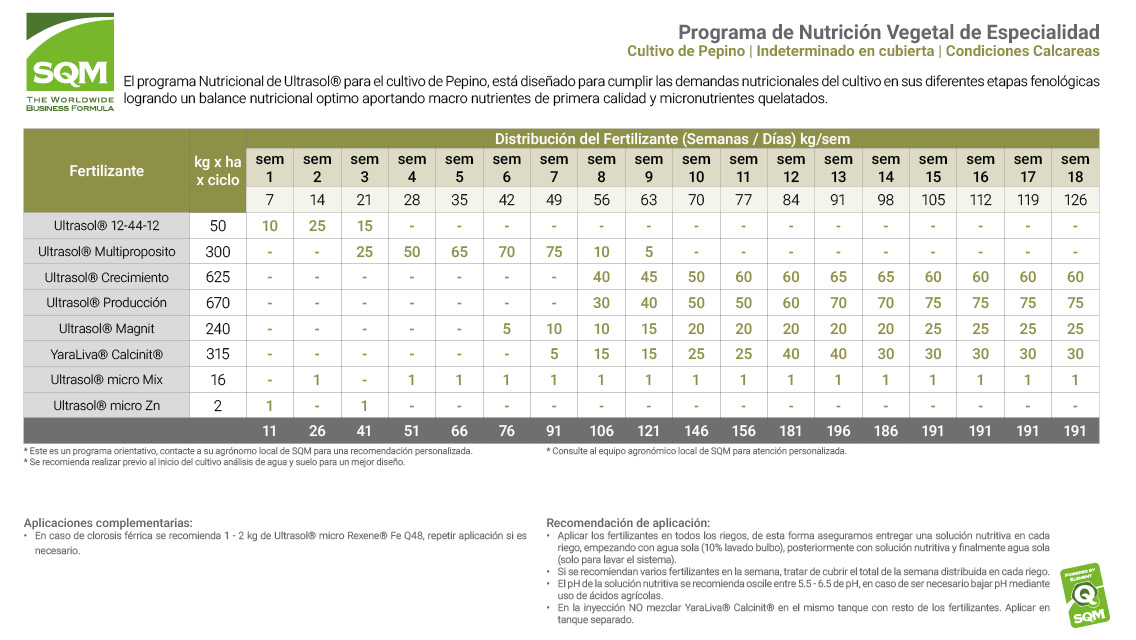 SQM
THE WORLDWIDE
BUSINESS FORMULA
Programa de Nutrición Vegetal de Especialidad
Cultivo de Pepino | Indeterminado en cubierta | Condiciones Calcareas
El programa Nutricional de Ultrasol® para el cultivo de Pepino, está diseñado para cumplir las demandas nutricionales del cultivo en sus diferentes etapas fenológicas
logrando un balance nutricional optimo aportando macro nutrientes de primera calidad y micronutrientes quelatados.
Fertilizante kg x ha x ciclo Distribución del Fertilizante (Semanas / Días) kg/sem
sem 1 sem 2 sem 3 sem 4 sem 5 sem 6 sem 7 sem 8 sem 9 sem 10 sem 11 sem 12 sem 13 sem 14 sem 15 sem 16 sem 17 sem 18
7 14 21 28 35 42 49 56 63 70 77 84 91 98 105 112 119 126
Ultrasol® 12-44-12 50 10 25 15 - - - - - - - - - - - - - - -
Ultrasol® Multiproposito 300 - - 25 50 65 70 75 10 5 - - - - - - - - -
Ultrasol® Crecimiento 625 - - - - - - - 40 45 50 60 60 65 65 60 60 60 60
Ultrasol® Producción 670 - - - - - - - 30 40 50 50 60 70 70 75 75 75 75
Ultrasol® Magnit 240 - - - - - 5 10 10 15 20 20 20 20 20 25 25 25 25
YaraLiva® Calcinit® 315 - - - - - - 5 15 15 25 25 40 40 30 30 30 30 30
Ultrasol® micro Mix 16 - 1 - 1 1 1 1 1 1 1 1 1 1 1 1 1 1 1
Ultrasol® micro Zn 2 1 - 1 - - - - - - - - - - - - - - -
11 26 41 51 66 76 91 106 121 146 156 181 196 186 191 191 191 191
* Este es un programa orientativo, contacte a su agrónomo local de SQM para una recomendación personalizada.
* Se recomienda realizar previo al inicio del cultivo análisis de agua y suelo para un mejor diseño.
* Consulte al equipo agronómico local de SQM para atención personalizada.
Aplicaciones complementarias:
• En caso de clorosis férrica se recomienda 1 - 2 kg de Ultrasol® micro Rexene® Fe Q48, repetir aplicación si es
necesario.
Recomendación de aplicación:
• Aplicar los fertilizantes en todos los riegos, de esta forma aseguramos entregar una solución nutritiva en cada
riego, empezando con agua sola (10% lavado bulbo), posteriormente con solución nutritiva y finalmente agua sola
(solo para lavar el sistema).
• Si se recomiendan varios fertilizantes en la semana, tratar de cubrir el total de la semana distribuida en cada riego.
• El pH de la solución nutritiva se recomienda oscile entre 5.5 - 6.5 de pH, en caso de ser necesario bajar pH mediante
uso de ácidos agrícolas.
• En la inyección NO mezclar YaraLiva® Calcinit® en el mismo tanque con resto de los fertilizantes. Aplicar en
tanque separado.
POWERED BY
ELEMENT
Q
SQM